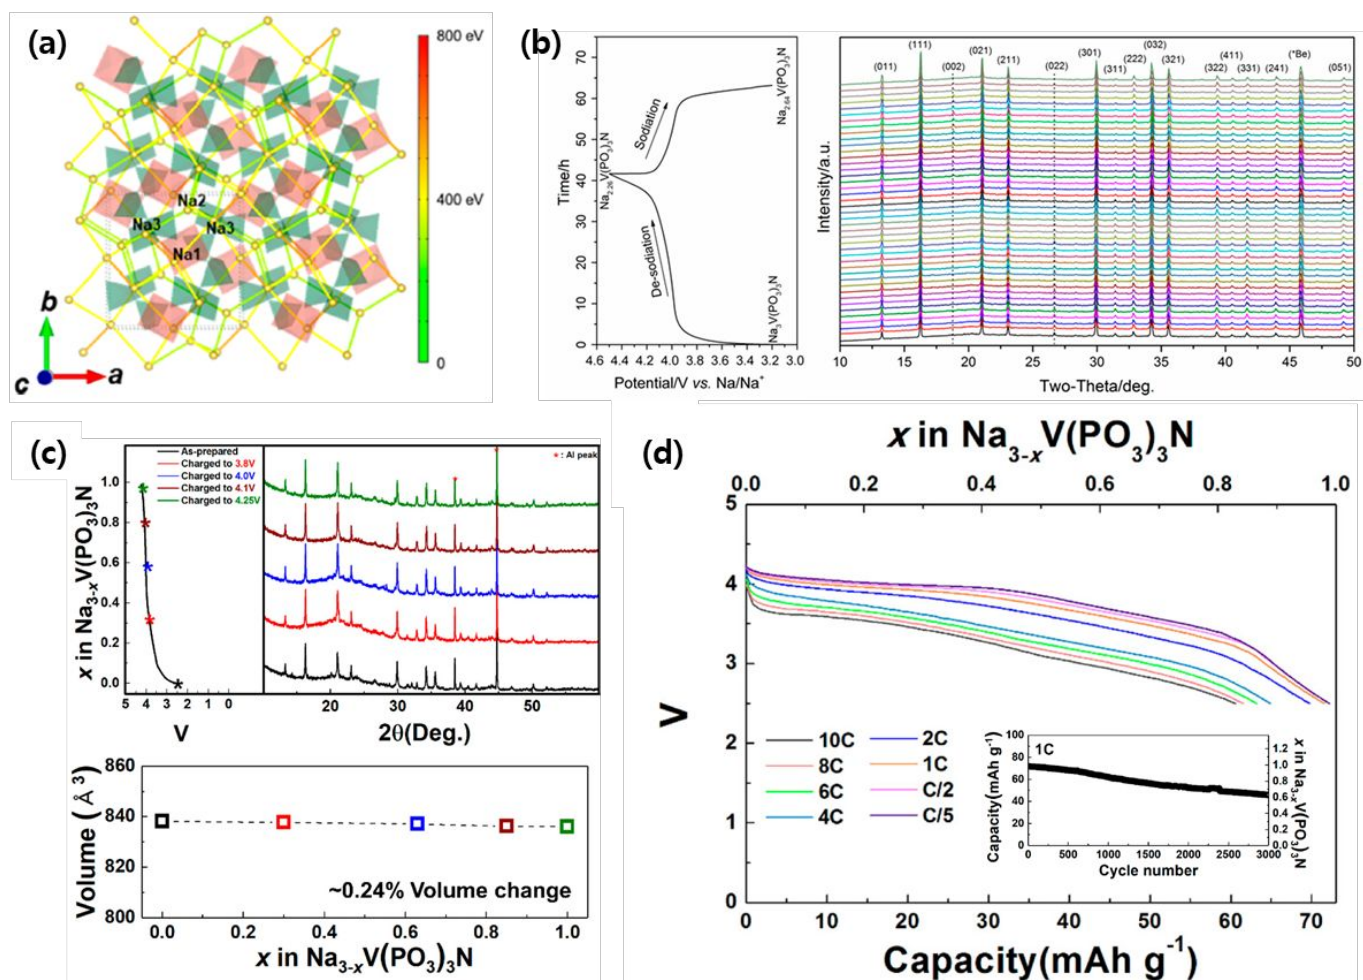 (a)
800 eV
400 eV
0
Na2
Na3
Na3
Na1
b
c
a
(b)
Time/h
70
60
50
40
30
20
10
0
Na2.26V(PO3)3N
Na2.64V(PO3)3N
Na3V(PO3)3N
Sodiation
De-sodiation
4.6 4.4 4.2 4.0 3.8 3.6 3.4 3.2 3.0
Potential/V vs. Na/Na+
Intensity/a.u.
(011)
(111)
(002)
(021)
(211)
(022)
(301)
(311)
(222)
(032)
(321)
(322)
(411)
(331)
(241)
(*Be)
(051)
10 15 20 25 30 35 40 45 50
Two-Theta/deg.
(c)
x in Na3-xV(PO3)3N
1.0
0.8
0.6
0.4
0.2
0.0
As-prepared
Charged to 3.8V
Charged to 4.0V
Charged to 4.1V
Charged to 4.25V
* : Al peak
5 4 3 2 1 0
V
20 30 40 50
2θ(Deg.)
Volume (Å3)
860
840
820
800
~0.24% Volume change
0.0 0.2 0.4 0.6 0.8 1.0
x in Na3-xV(PO3)3N
(d)
x in Na3-xV(PO3)3N
0.0 0.2 0.4 0.6 0.8 1.0
V
5
4
3
2
1
0
10C
8C
6C
4C
2C
1C
C/2
C/5
1C
Capacity(mAh g-1)
100
80
60
40
20
0
x in Na3-xV(PO3)3N
1.2
1.0
0.8
0.6
0.4
0.2
0.0
0 500 1000 1500 2000 2500 3000
Cycle number
0 10 20 30 40 50 60 70
Capacity(mAh g-1)